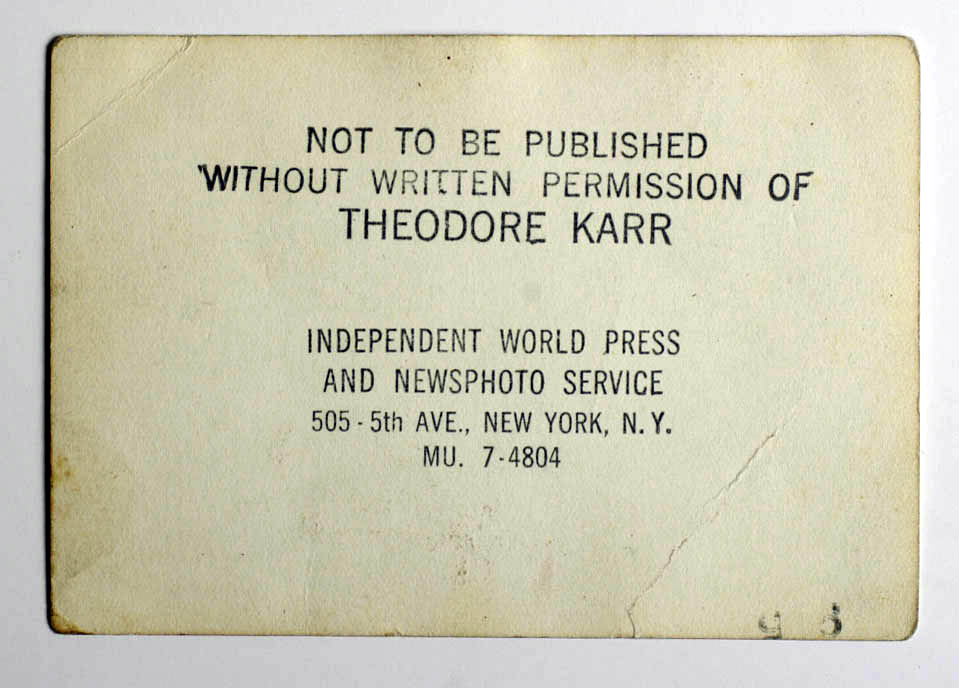 NOT TO BE PUBLISHED
WITHOUT WRITTEN PERMISSION OF
THEODORE KARR
INDEPENDENT WORLD PRESS
AND NEWSPHOTO SERVICE
505 - 5th AVE., NEW YORK, N.Y.
MU. 7-4804